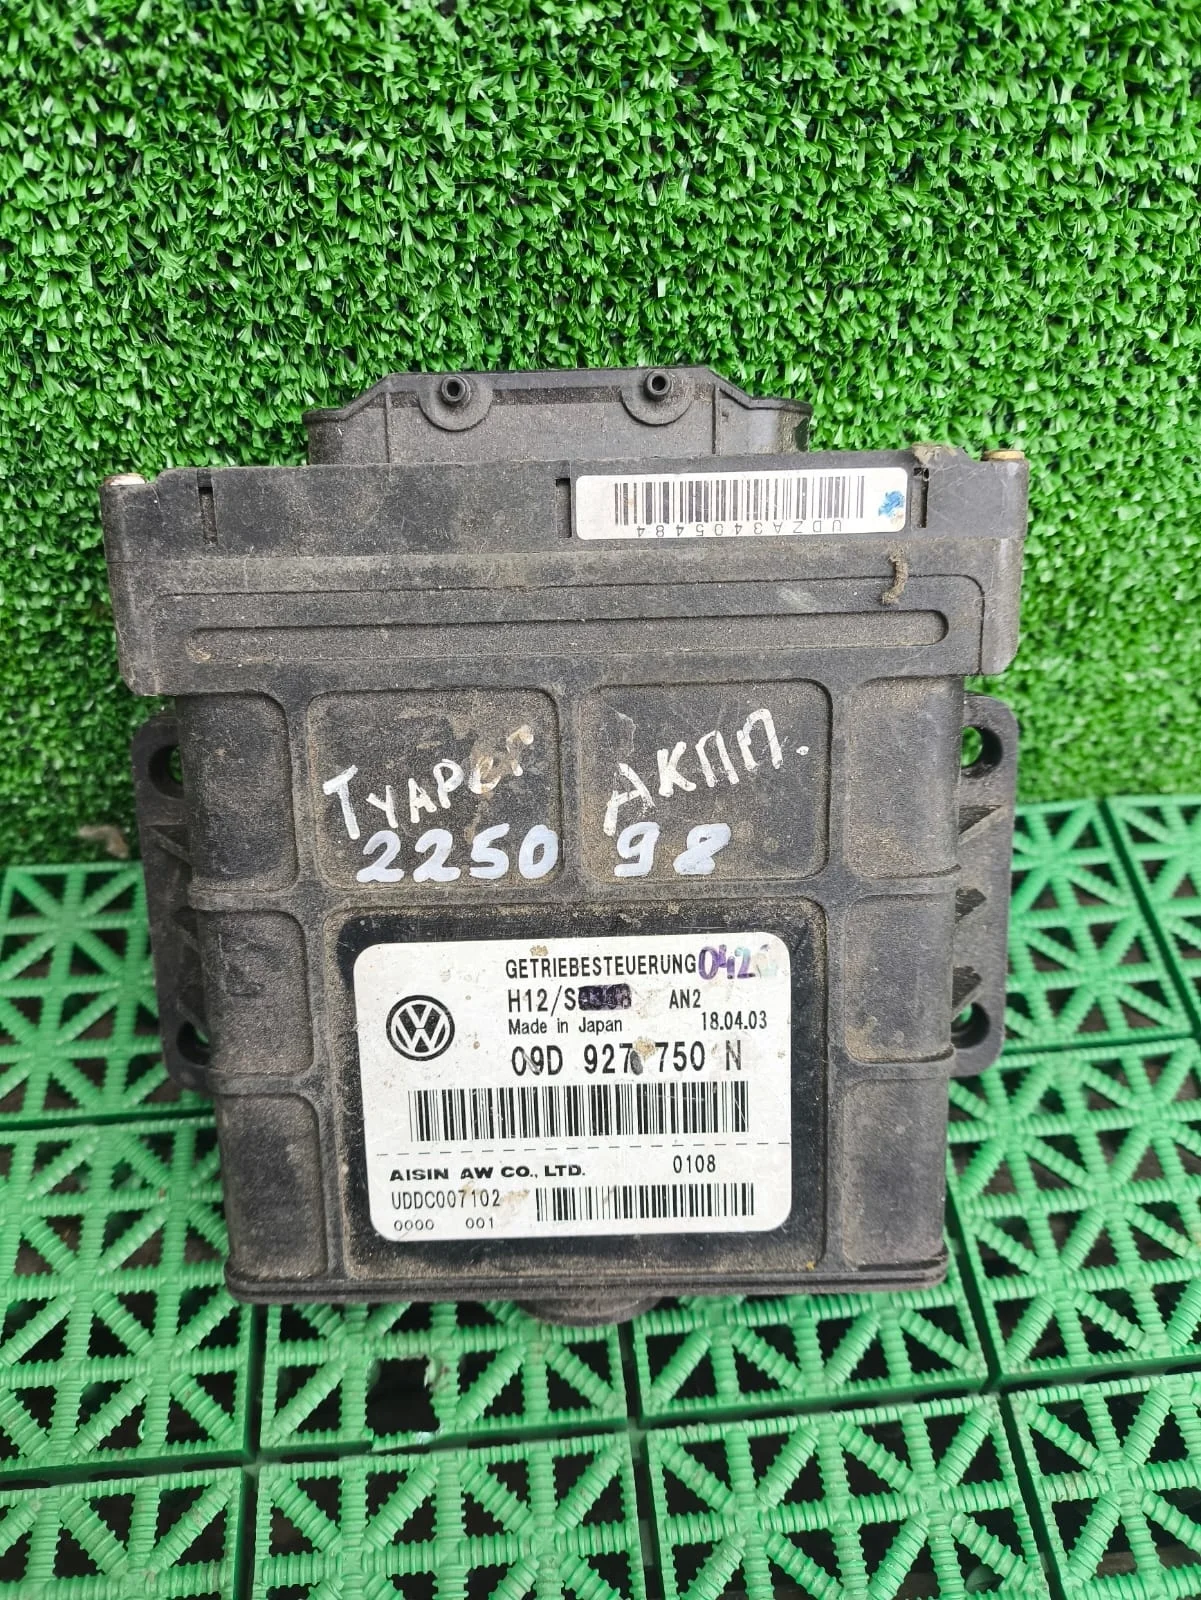 UDZA3405484
Туарег АКПП.
2250 98
GETRIEBESTEUERUNG 042
H12/S AN2
Made in Japan 18.04.03
09D 927 750 N
AISIN AW CO., LTD. 0108
UDDC007102
0000 001